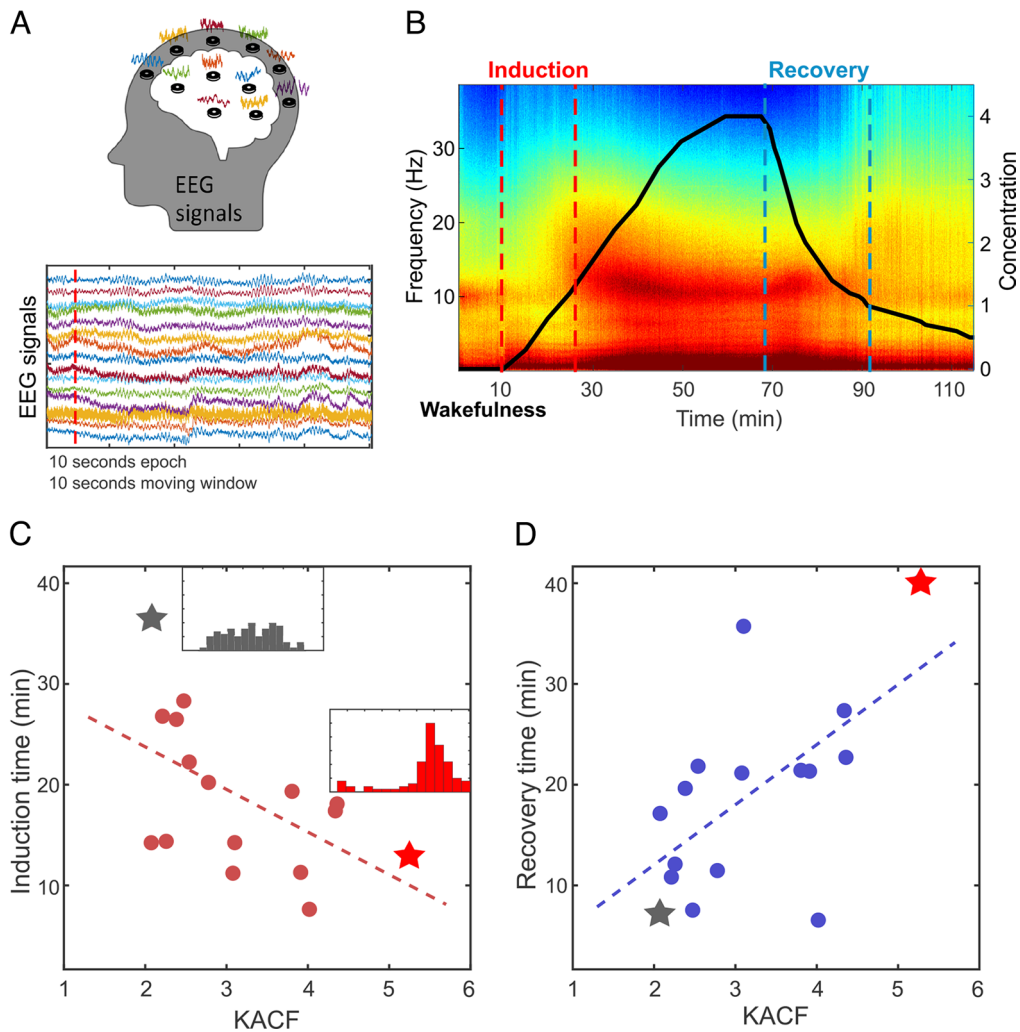 A
EEG
signals
EEG signals
10 seconds epoch
10 seconds moving window
B
Induction
Recovery
Frequency (Hz)
30
20
10
4
3
2
1
0
Concentration
10
30
50
70
90
110
Wakefulness
Time (min)
C
Induction time (min)
40
30
20
10
1
2
3
4
5
6
KACF
D
Recovery time (min)
40
30
20
10
1
2
3
4
5
6
KACF